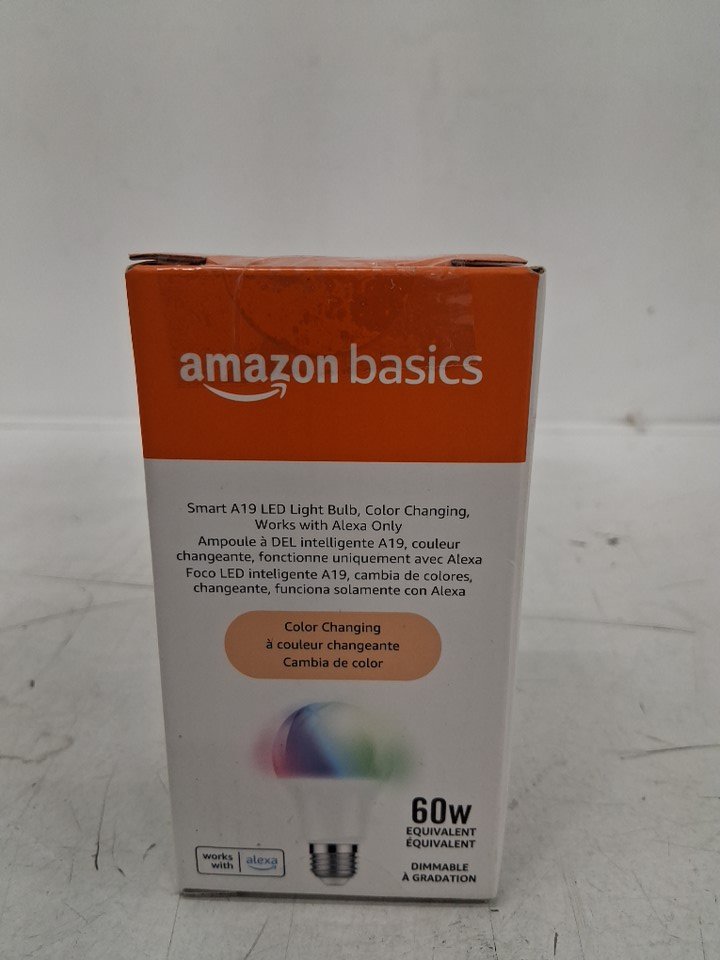 amazon basics
Smart A19 LED Light Bulb, Color Changing,
Works with Alexa Only
Ampoule à DEL intelligente A19, couleur
changeante, fonctionne uniquement avec Alexa
Foco LED inteligente A19, cambia de colores,
changeante, funciona solamente con Alexa
Color Changing
à couleur changeante
Cambia de color
60W
EQUIVALENT
ÉQUIVALENT
DIMMABLE
À GRADATION
works
with
alexa